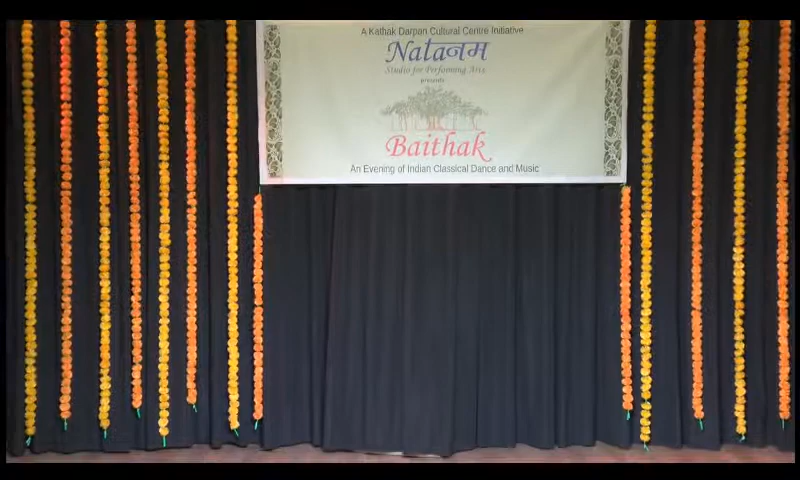 A Kathak Darpan Cultural Centre Initiative
Nataनम
Studio for Performing Arts
presents
Baithak
An Evening of Indian Classical Dance and Music